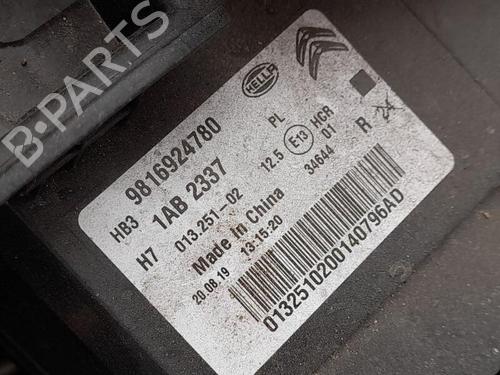 B-PARTS
HELLA
9816924780
HB3 1AB 2337 PL
H7 013.251-02 12.5 E13 HCR 01 R 24
Made In China 34644
20.08.19 13:15:20
0132510200140796AD